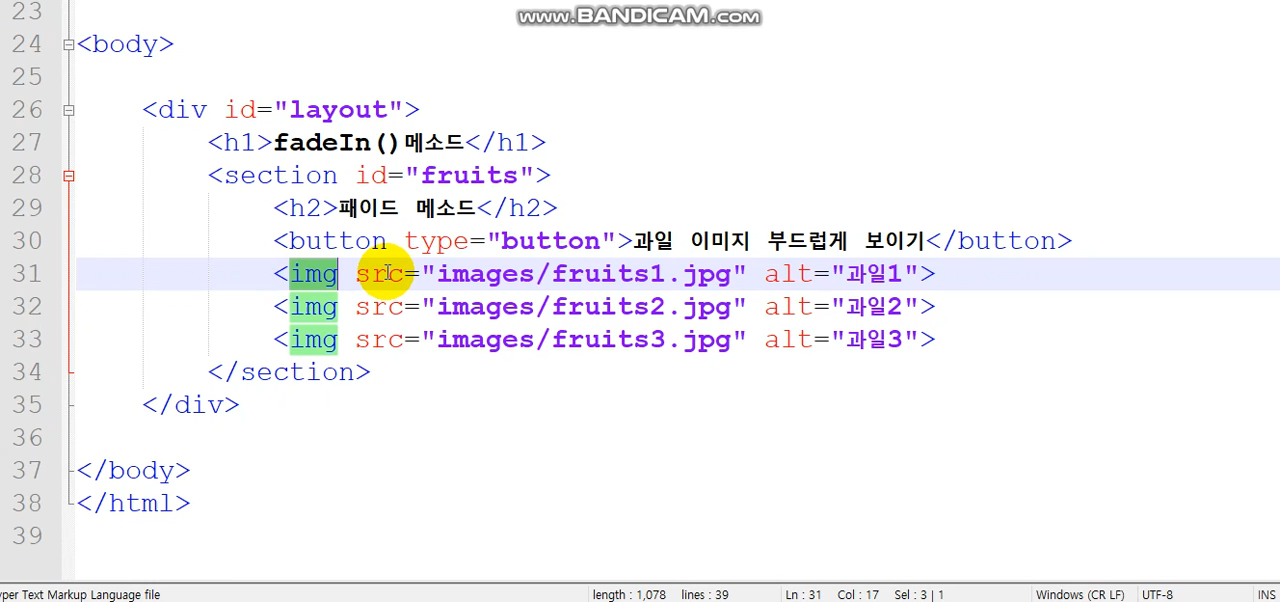 www.BANDICAM.com
23
24 <body>
25
26 <div id="layout">
27 <h1>fadeIn()메소드</h1>
28 <section id="fruits">
29 <h2>페이드 메소드</h2>
30 <button type="button">과일 이미지 부드럽게 보이기</button>
31 <img src="images/fruits1.jpg" alt="과일1">
32 <img src="images/fruits2.jpg" alt="과일2">
33 <img src="images/fruits3.jpg" alt="과일3">
34 </section>
35 </div>
36
37 </body>
38 </html>
39
yper Text Markup Language file length : 1,078 lines : 39 Ln : 31 Col : 17 Sel : 3 | 1 Windows (CR LF) UTF-8 INS